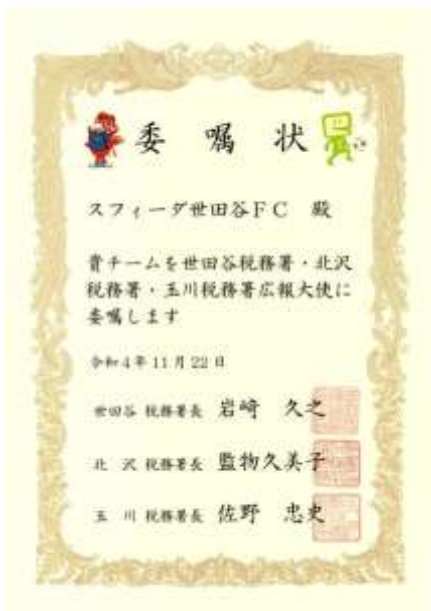 委嘱状
スフィーダ世田谷FC 殿
貴チームを世田谷税務署・北沢
税務署・玉川税務署広報大使に
委嘱します
令和4年11月22日
世田谷 税務署長 岩﨑 久之
北沢 税務署長 監物久美子
玉川 税務署長 佐野 忠史